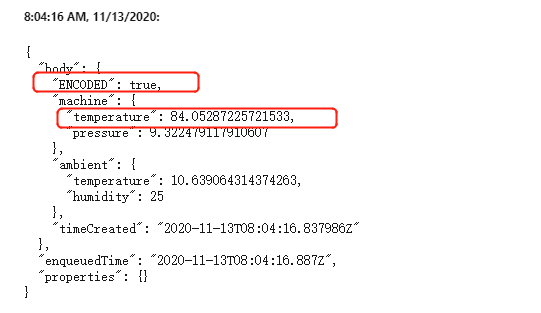 8:04:16 AM, 11/13/2020:
{
"body": {
"ENCODED": true,
"machine": {
"temperature": 84.05287225721533,
"pressure": 9.322479117910607
},
"ambient": {
"temperature": 10.639064314374263,
"humidity": 25
},
"timeCreated": "2020-11-13T08:04:16.837986Z"
},
"enqueuedTime": "2020-11-13T08:04:16.887Z",
"properties": {}
}